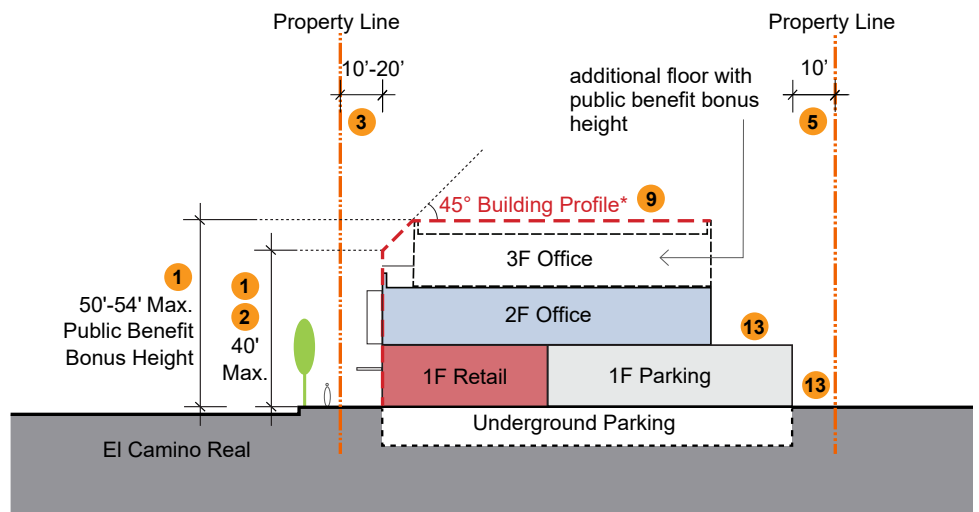 Property Line
Property Line
10’-20’
10’
additional floor with
public benefit bonus
height
3
5
45° Building Profile*
9
3F Office
1
50'-54' Max.
Public Benefit
Bonus Height
1
2
40'
Max.
2F Office
13
1F Retail
1F Parking
13
Underground Parking
El Camino Real